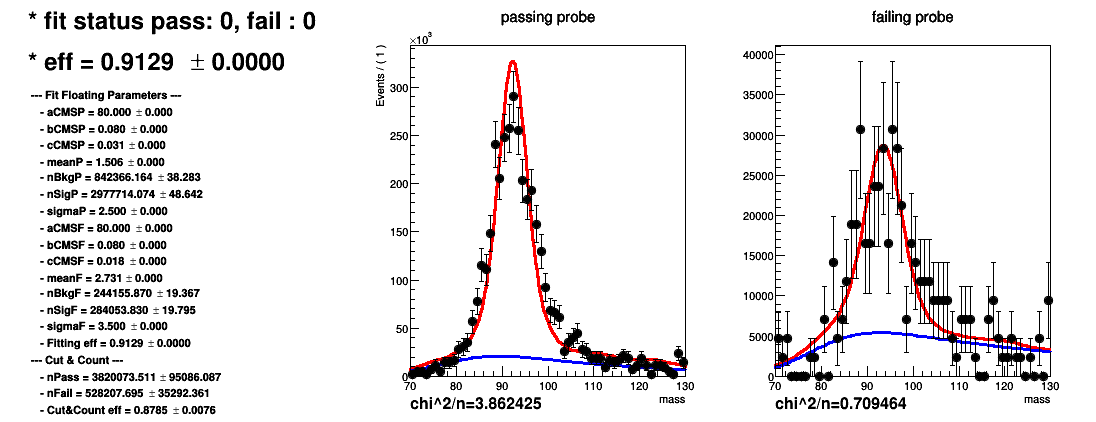 * fit status pass: 0, fail : 0
* eff = 0.9129 ± 0.0000
--- Fit Floating Parameters ---
- aCMSP = 80.000 ± 0.000
- bCMSP = 0.080 ± 0.000
- cCMSP = 0.031 ± 0.000
- meanP = 1.506 ± 0.000
- nBkgP = 842366.164 ± 38.283
- nSigP = 2977714.074 ± 48.642
- sigmaP = 2.500 ± 0.000
- aCMSF = 80.000 ± 0.000
- bCMSF = 0.080 ± 0.000
- cCMSF = 0.018 ± 0.000
- meanF = 2.731 ± 0.000
- nBkgF = 244155.870 ± 19.367
- nSigF = 284053.830 ± 19.795
- sigmaF = 3.500 ± 0.000
- Fitting eff = 0.9129 ± 0.0000
--- Cut & Count ---
- nPass = 3820073.511 ± 95086.087
- nFail = 528207.695 ± 35292.361
- Cut&Count eff = 0.8785 ± 0.0076
passing probe
×10³
Events / ( 1 )
300
250
200
150
100
50
0
70 80 90 100 110 120 130
mass
chi^2/n=3.862425
failing probe
40000
35000
30000
25000
20000
15000
10000
5000
0
70 80 90 100 110 120 130
mass
chi^2/n=0.709464